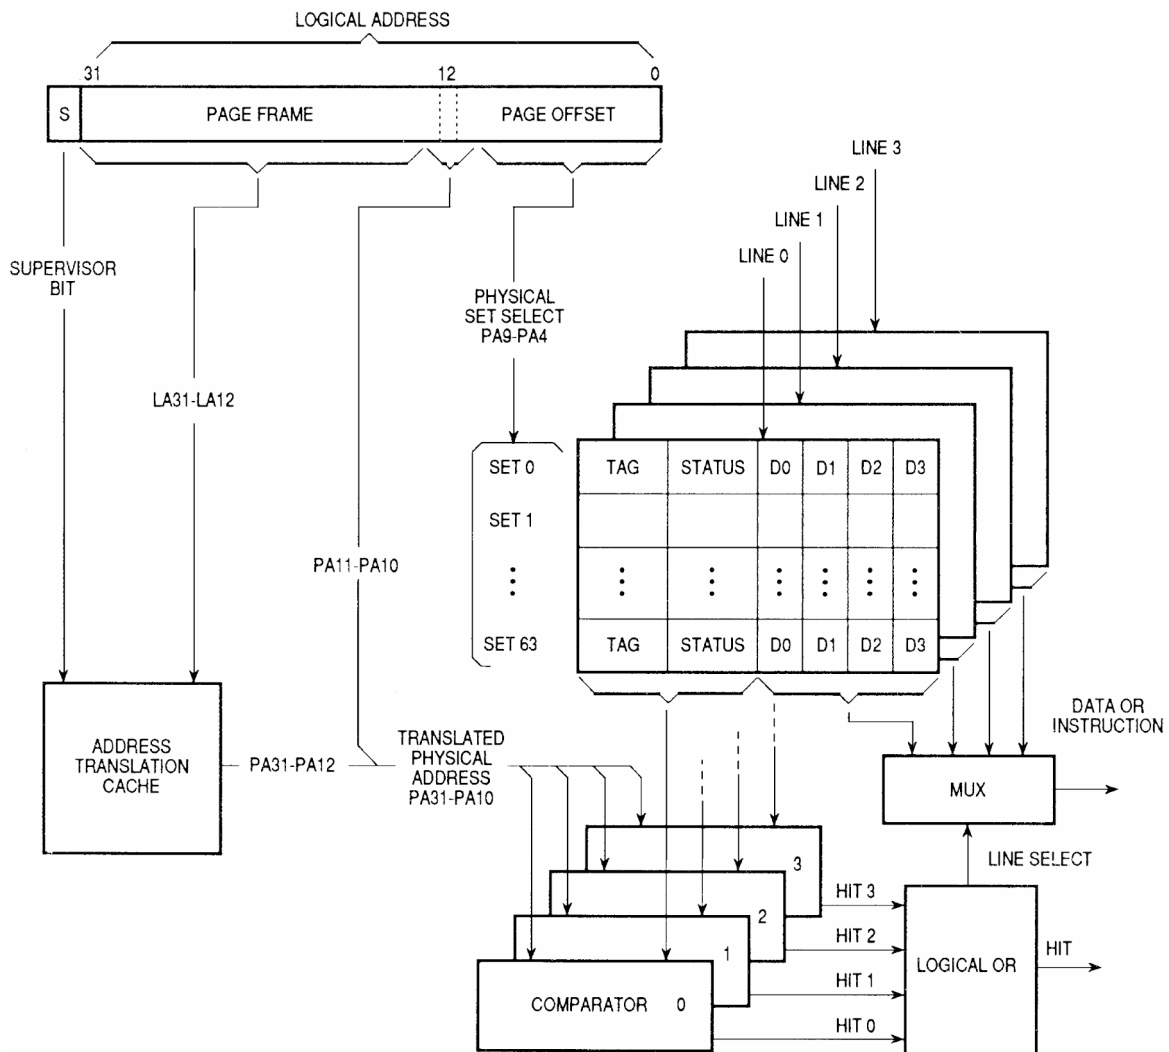 LOGICAL ADDRESS
31 12 0
S PAGE FRAME PAGE OFFSET
LINE 3
LINE 2
LINE 1
LINE 0
SUPERVISOR
BIT
PHYSICAL
SET SELECT
PA9-PA4
LA31-LA12
PA11-PA10
SET 0
SET 1
SET 63
TAG STATUS D0 D1 D2 D3
TAG STATUS D0 D1 D2 D3
ADDRESS
TRANSLATION
CACHE
PA31-PA12
TRANSLATED
PHYSICAL
ADDRESS
PA31-PA10
DATA OR
INSTRUCTION
MUX
LINE SELECT
3
2
1
COMPARATOR 0
HIT 3
HIT 2
HIT 1
HIT 0
LOGICAL OR
HIT